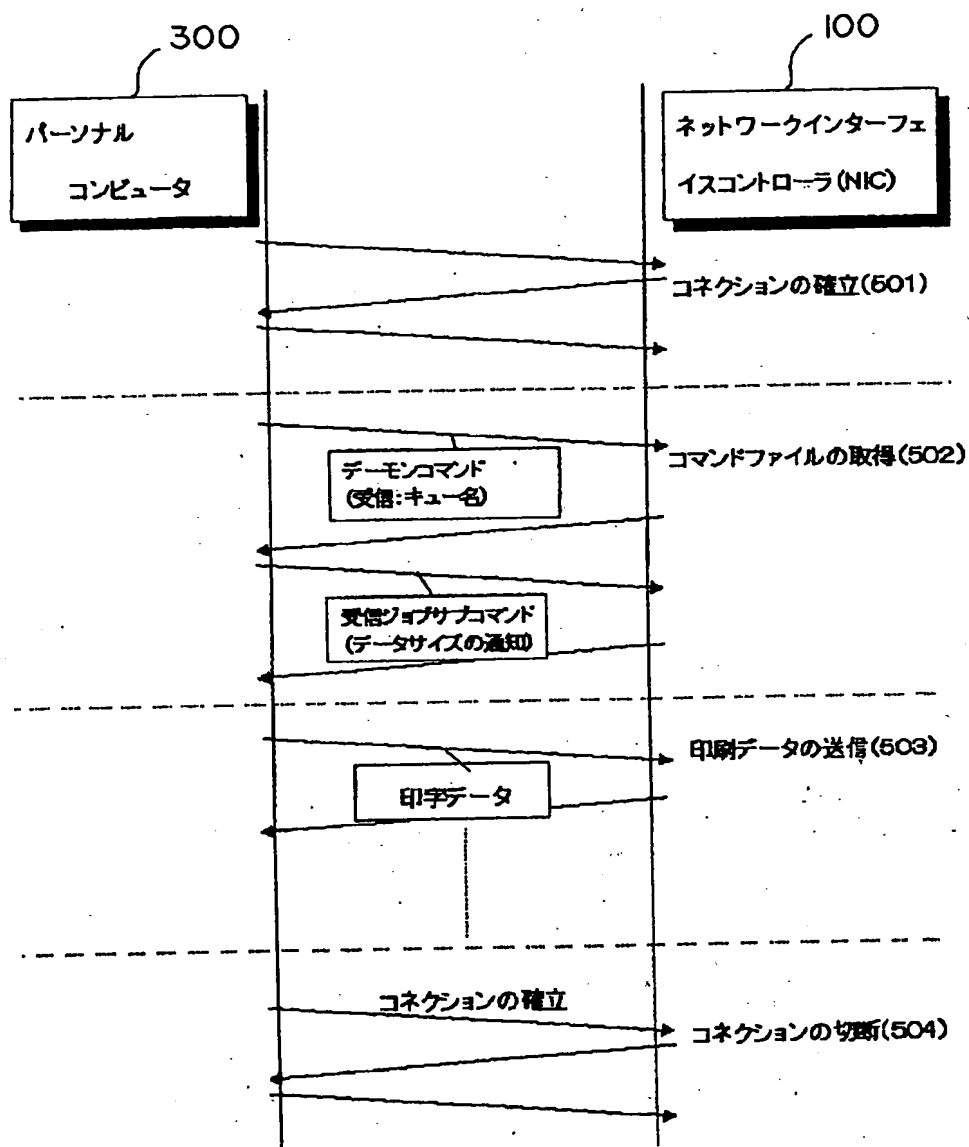 300
100
パーソナル
コンピュータ
ネットワークインターフェ
イスコントローラ(NIC)
コネクションの確立(501)
コマンドファイルの取得(502)
デーモンコマンド
(受信:キュー名)
受信ジョブサブコマンド
(データサイズの通知)
印刷データの送信(503)
印字データ
コネクションの確立
コネクションの切断(504)